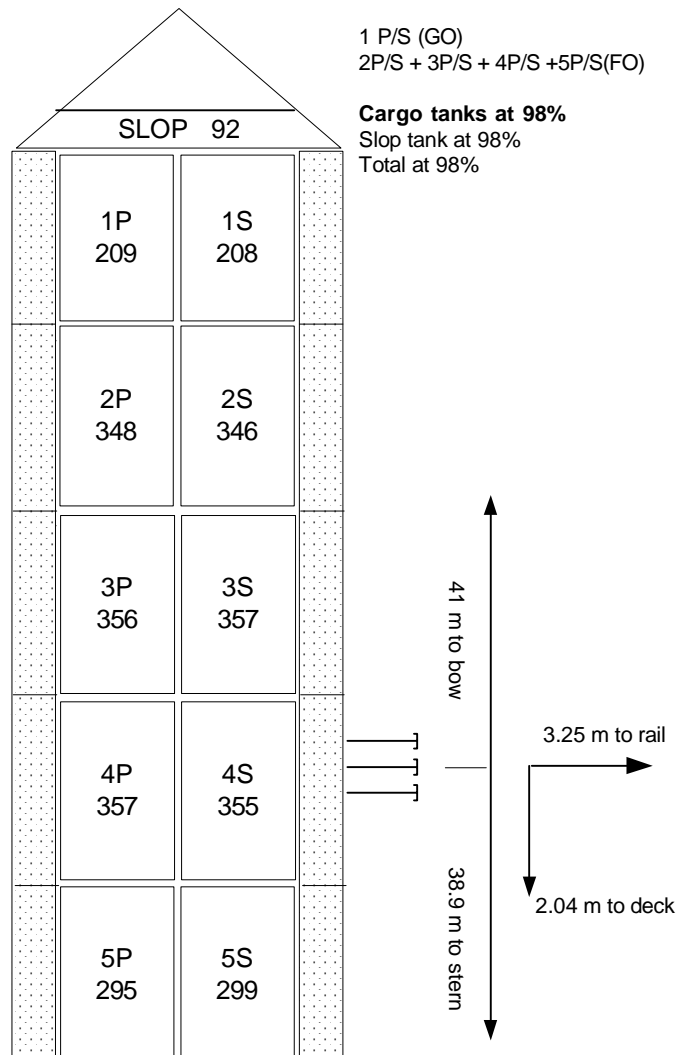 1 P/S (GO)
2P/S + 3P/S + 4P/S +5P/S(FO)
Cargo tanks at 98%
Slop tank at 98%
Total at 98%
SLOP 92
1P 1S
209 208
2P 2S
348 346
3P 3S
356 357
41 m to bow
4P 4S
357 355
3.25 m to rail
38.9 m to stern
2.04 m to deck
5P 5S
295 299